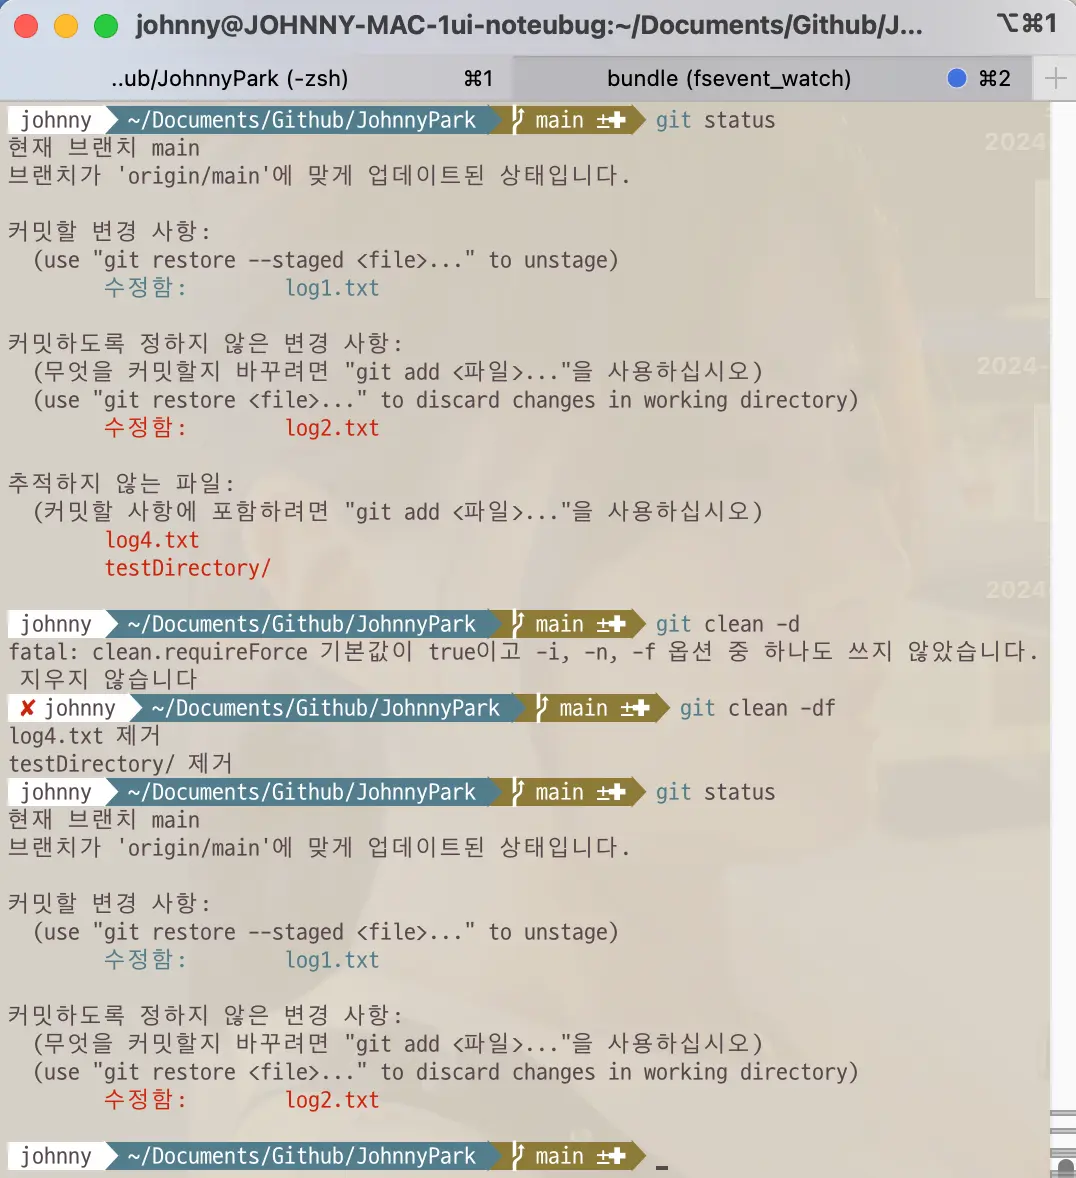 johnny@JOHNNY-MAC-1ui-noteubug:~/Documents/Github/J... ⌥⌘1
..ub/JohnnyPark (-zsh) ⌘1 bundle (fsevent_watch) ⌘2 +
johnny ~/Documents/Github/JohnnyPark main ±✚ git status
현재 브랜치 main
브랜치가 'origin/main'에 맞게 업데이트된 상태입니다.
커밋할 변경 사항:
(use "git restore --staged <file>..." to unstage)
수정함: log1.txt
커밋하도록 정하지 않은 변경 사항:
(무엇을 커밋할지 바꾸려면 "git add <파일>..."을 사용하십시오)
(use "git restore <file>..." to discard changes in working directory)
수정함: log2.txt
추적하지 않는 파일:
(커밋할 사항에 포함하려면 "git add <파일>..."을 사용하십시오)
log4.txt
testDirectory/
johnny ~/Documents/Github/JohnnyPark main ±✚ git clean -d
fatal: clean.requireForce 기본값이 true이고 -i, -n, -f 옵션 중 하나도 쓰지 않았습니다.
지우지 않습니다
✘ johnny ~/Documents/Github/JohnnyPark main ±✚ git clean -df
log4.txt 제거
testDirectory/ 제거
johnny ~/Documents/Github/JohnnyPark main ±✚ git status
현재 브랜치 main
브랜치가 'origin/main'에 맞게 업데이트된 상태입니다.
커밋할 변경 사항:
(use "git restore --staged <file>..." to unstage)
수정함: log1.txt
커밋하도록 정하지 않은 변경 사항:
(무엇을 커밋할지 바꾸려면 "git add <파일>..."을 사용하십시오)
(use "git restore <file>..." to discard changes in working directory)
수정함: log2.txt
johnny ~/Documents/Github/JohnnyPark main ±✚
2024
2024-
2024